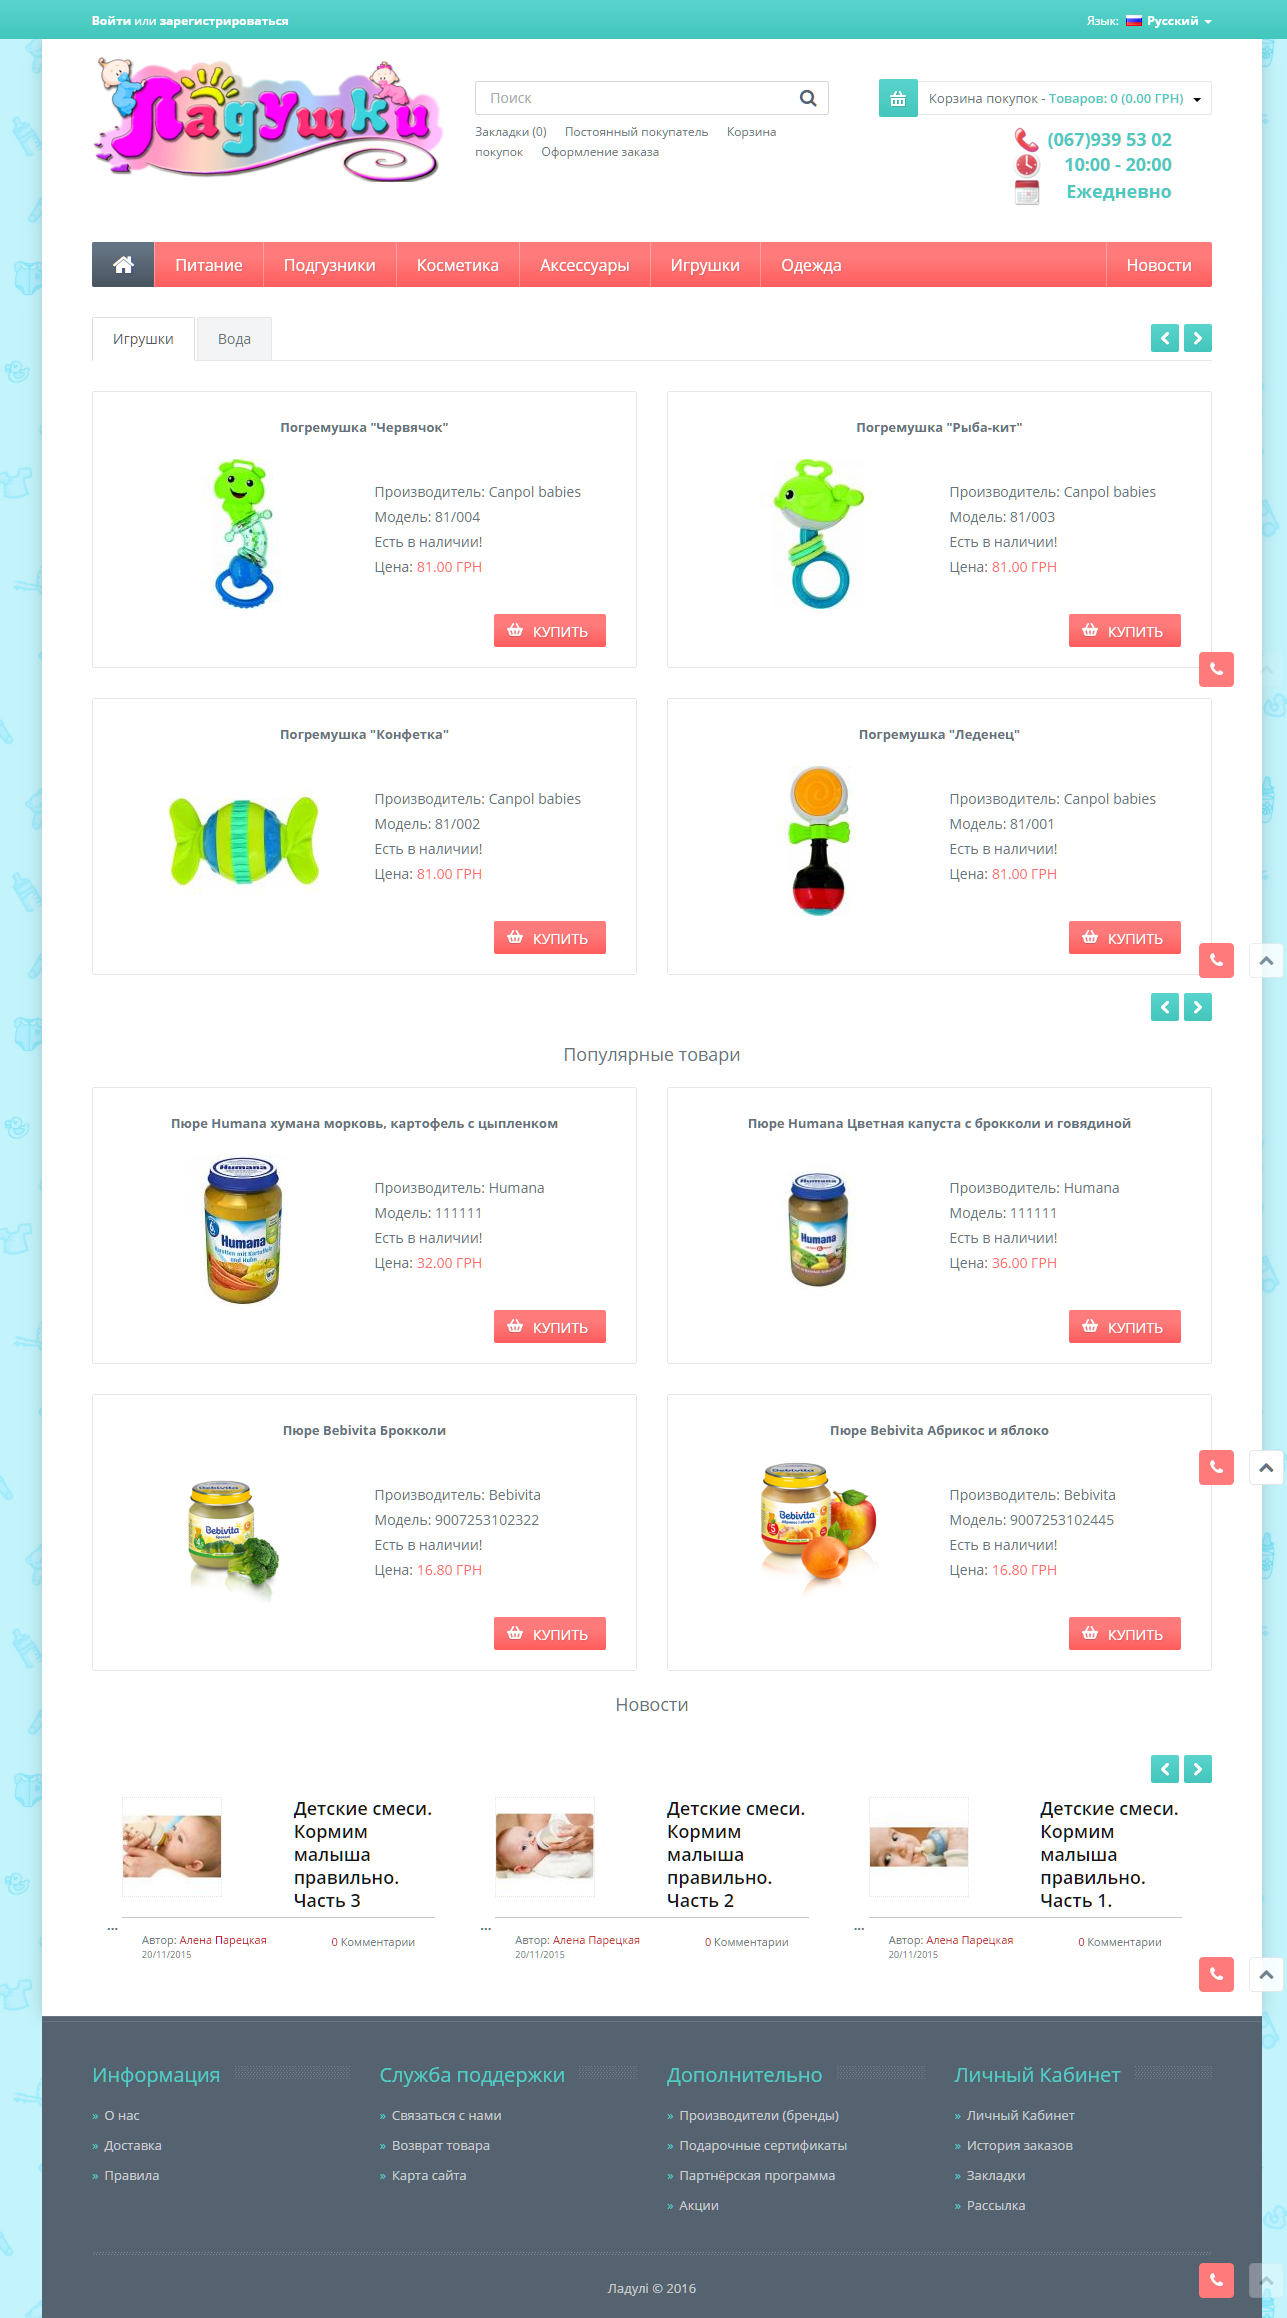 Войти или зарегистрироваться
Язык: Русский
Ладушки
Поиск
Корзина покупок - Товаров: 0 (0.00 ГРН)
Закладки (0) Постоянный покупатель Корзина
покупок Оформление заказа
(067)939 53 02
10:00 - 20:00
Ежедневно
Питание Подгузники Косметика Аксессуары Игрушки Одежда Новости
Игрушки Вода
Погремушка "Червячок"
Производитель: Canpol babies
Модель: 81/004
Есть в наличии!
Цена: 81.00 ГРН
КУПИТЬ
Погремушка "Рыба-кит"
Производитель: Canpol babies
Модель: 81/003
Есть в наличии!
Цена: 81.00 ГРН
КУПИТЬ
Погремушка "Конфетка"
Производитель: Canpol babies
Модель: 81/002
Есть в наличии!
Цена: 81.00 ГРН
КУПИТЬ
Погремушка "Леденец"
Производитель: Canpol babies
Модель: 81/001
Есть в наличии!
Цена: 81.00 ГРН
КУПИТЬ
Популярные товари
Пюре Humana хумана морковь, картофель с цыпленком
Humana
Humana
Производитель: Humana
Модель: 111111
Есть в наличии!
Цена: 32.00 ГРН
КУПИТЬ
Пюре Humana Цветная капуста с брокколи и говядиной
Humana
Humana
Производитель: Humana
Модель: 111111
Есть в наличии!
Цена: 36.00 ГРН
КУПИТЬ
Пюре Bebivita Брокколи
Bebivita
Bebivita
Производитель: Bebivita
Модель: 9007253102322
Есть в наличии!
Цена: 16.80 ГРН
КУПИТЬ
Пюре Bebivita Абрикос и яблоко
Bebivita
Bebivita
5
Производитель: Bebivita
Модель: 9007253102445
Есть в наличии!
Цена: 16.80 ГРН
КУПИТЬ
Новости
Детские смеси.
Кормим
малыша
правильно.
Часть 3
...
Автор: Алена Парецкая
20/11/2015
0 Комментарии
Детские смеси.
Кормим
малыша
правильно.
Часть 2
...
Автор: Алена Парецкая
20/11/2015
0 Комментарии
Детские смеси.
Кормим
малыша
правильно.
Часть 1.
...
Автор: Алена Парецкая
20/11/2015
0 Комментарии
Информация
» О нас
» Доставка
» Правила
Служба поддержки
» Связаться с нами
» Возврат товара
» Карта сайта
Дополнительно
» Производители (бренды)
» Подарочные сертификаты
» Партнёрская программа
» Акции
Личный Кабинет
» Личный Кабинет
» История заказов
» Закладки
» Рассылка
Ладулі © 2016